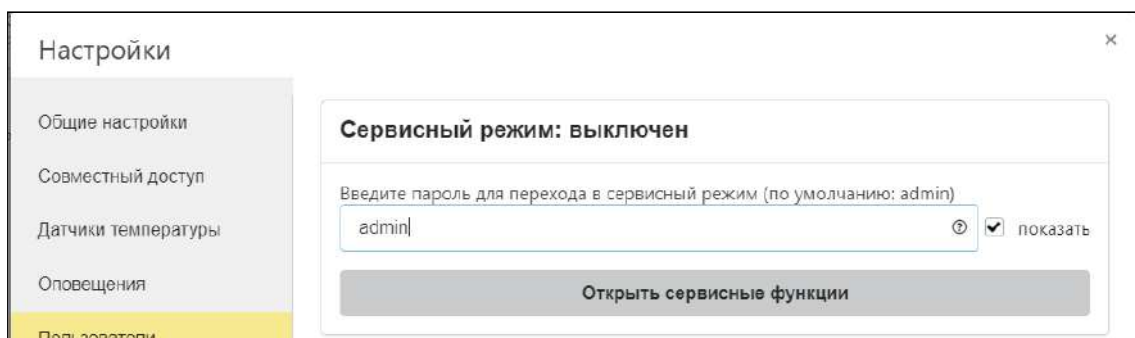 Настройки
×
Общие настройки
Совместный доступ
Датчики температуры
Оповещения
Пользователи
Сервисный режим: выключен
Введите пароль для перехода в сервисный режим (по умолчанию: admin)
admin
показать
Открыть сервисные функции